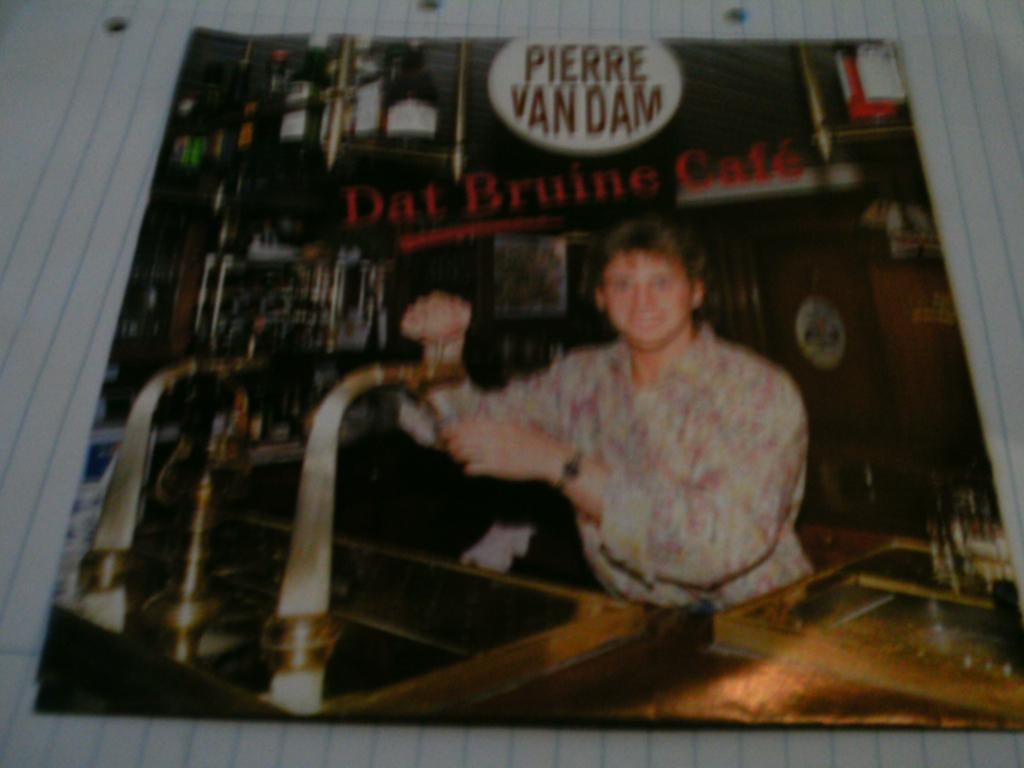 PIERRE
VAN DAM
Dat Bruine Café